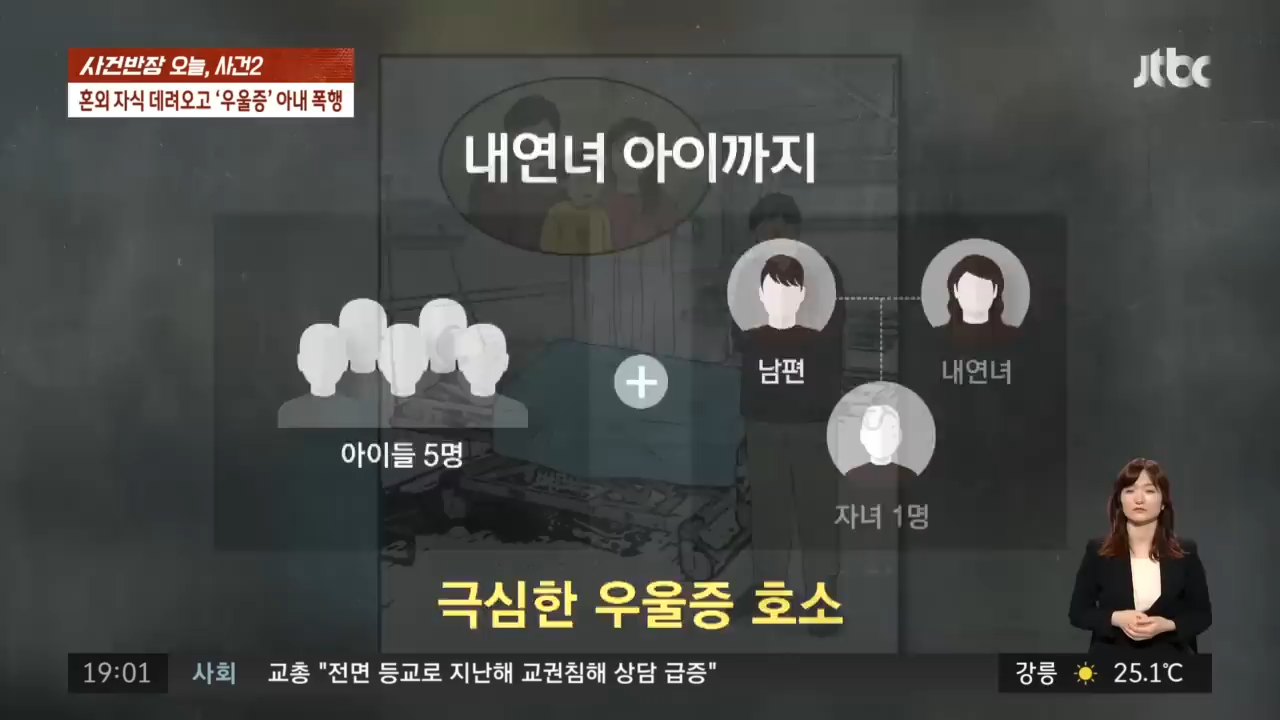 사건반장 오늘, 사건2
혼외 자식 데려오고 '우울증' 아내 폭행
jtbc
내연녀 아이까지
남편
내연녀
아이들 5명
자녀 1명
극심한 우울증 호소
19:01 사회 교총 "전면 등교로 지난해 교권침해 상담 급증"
강릉 25.1℃